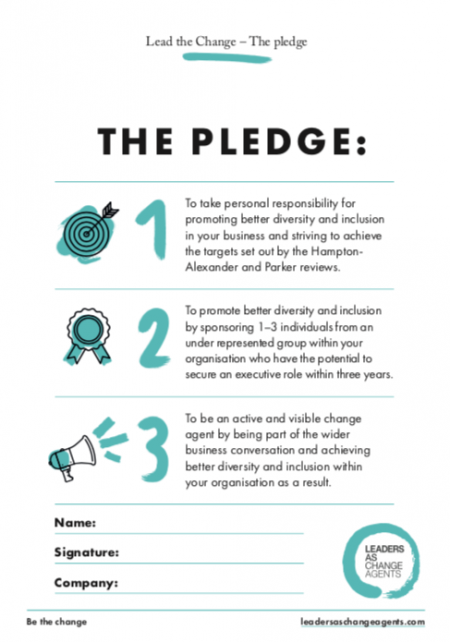 Lead the Change – The pledge
THE PLEDGE:
1
To take personal responsibility for
promoting better diversity and inclusion
in your business and striving to achieve
the targets set out by the Hampton-
Alexander and Parker reviews.
2
To promote better diversity and inclusion
by sponsoring 1–3 individuals from an
under represented group within your
organisation who have the potential to
secure an executive role within three years.
3
To be an active and visible change
agent by being part of the wider
business conversation and achieving
better diversity and inclusion within
your organisation as a result.
Name:
Signature:
Company:
LEADERS
AS
CHANGE
AGENTS
Be the change
leadersaschangeagents.com